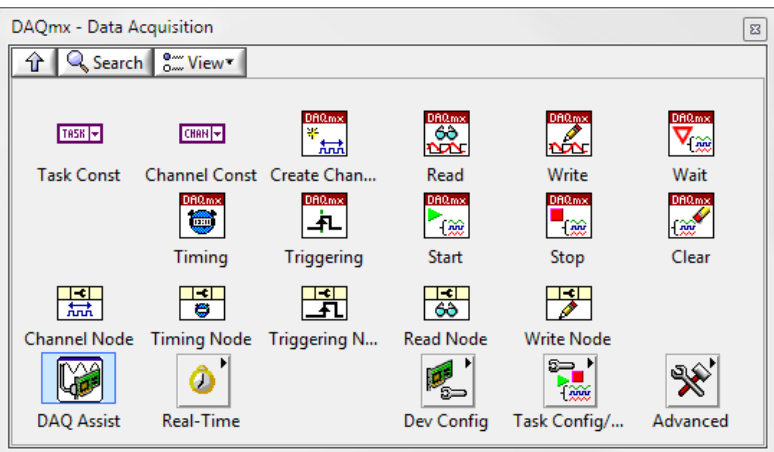 DAQmx - Data Acquisition
Search View
TASK CHAN DAQmx DAQmx DAQmx DAQmx
Task Const Channel Const Create Chan... Read Write Wait
DAQmx DAQmx DAQmx DAQmx DAQmx
Timing Triggering Start Stop Clear
Channel Node Timing Node Triggering N... Read Node Write Node
DAQ Assist Real-Time Dev Config Task Config/... Advanced